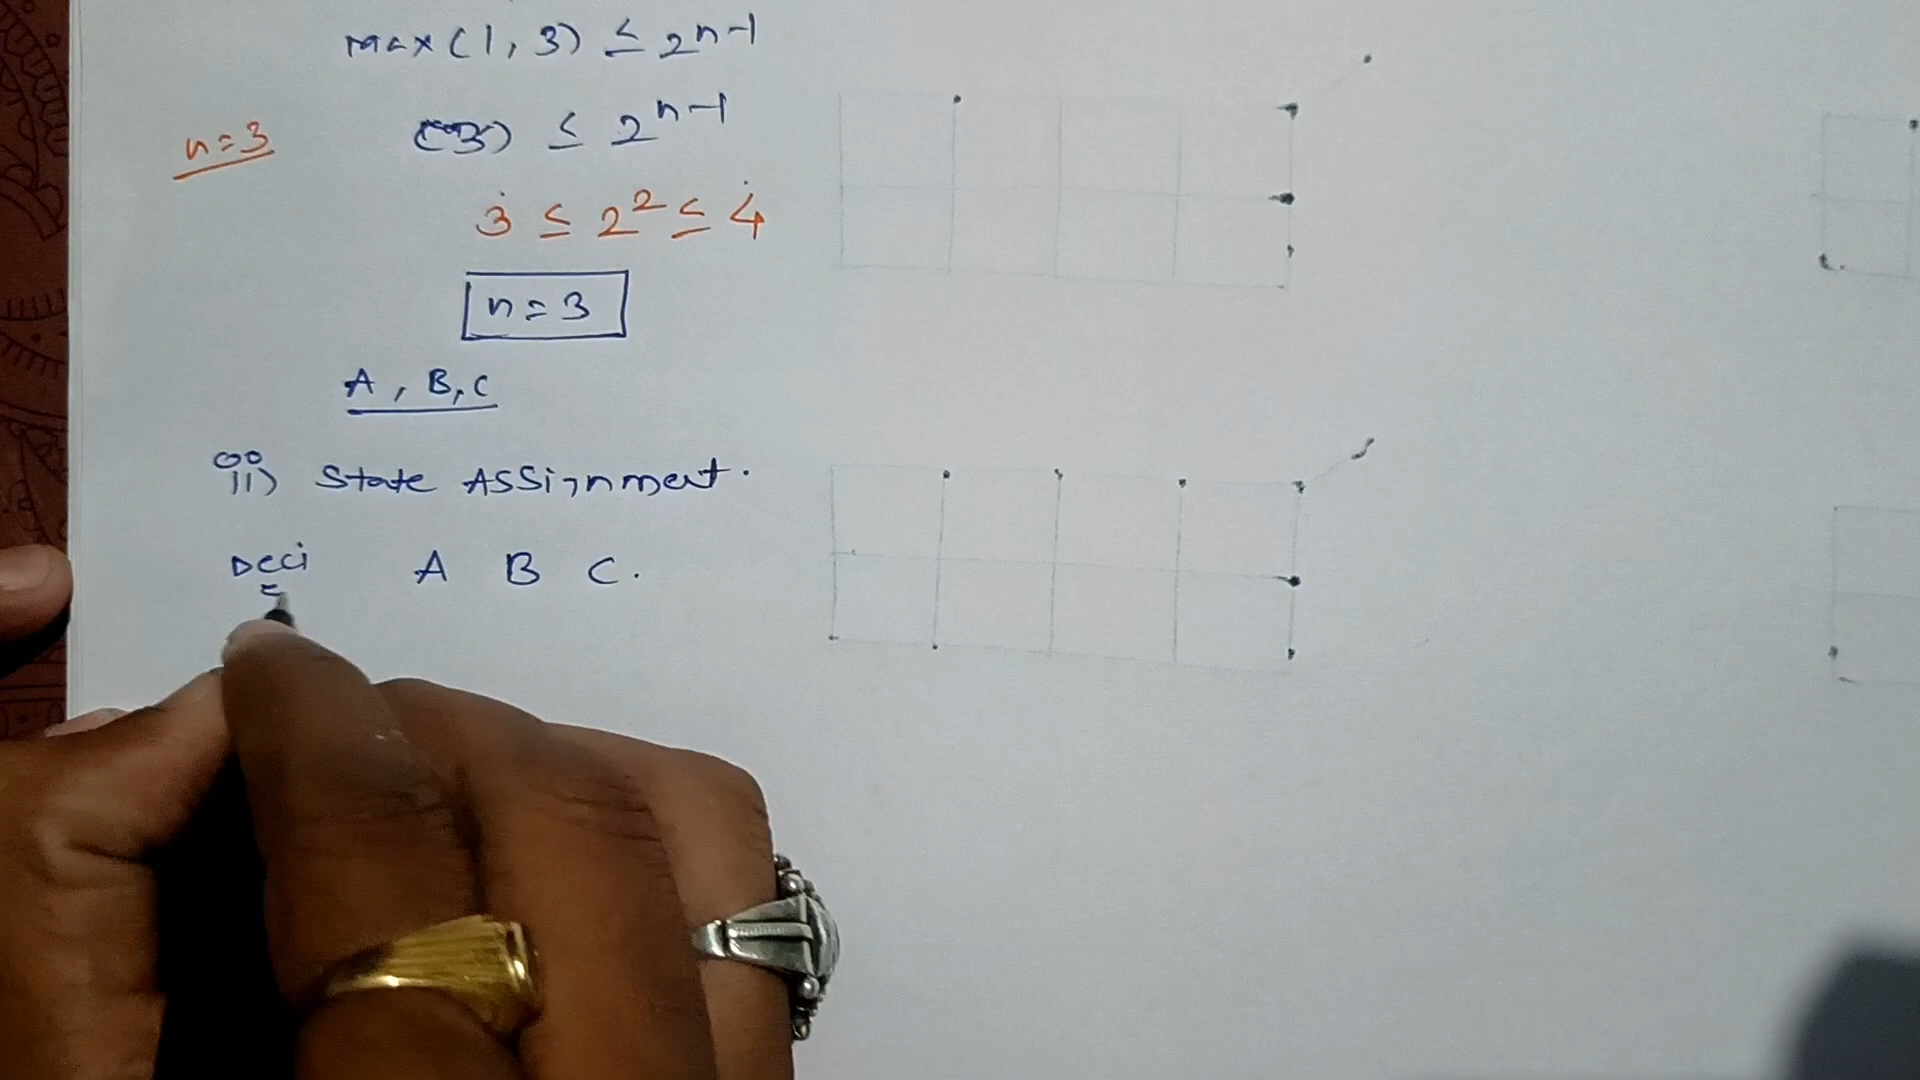 max(1, 3) ≤ 2^n-1
n=3
(3) ≤ 2^n-1
3 ≤ 2^2 ≤ 4
n=3
A, B, C
ii) State Assignment.
Deci A B C.